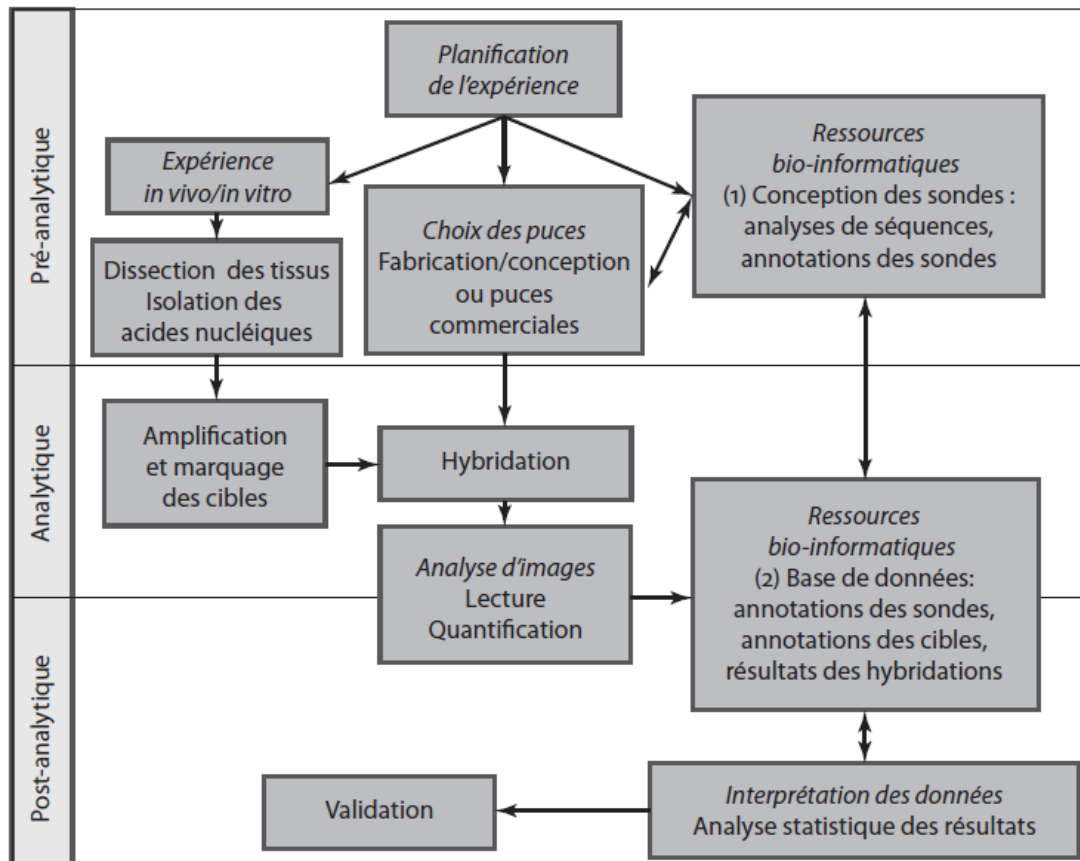 Pré-analytique
Planification
de l'expérience
Expérience
in vivo/in vitro
Dissection des tissus
Isolation des
acides nucléiques
Choix des puces
Fabrication/conception
ou puces
commerciales
Ressources
bio-informatiques
(1) Conception des sondes :
analyses de séquences,
annotations des sondes
Analytique
Amplification
et marquage
des cibles
Hybridation
Analyse d'images
Lecture
Quantification
Ressources
bio-informatiques
(2) Base de données:
annotations des sondes,
annotations des cibles,
résultats des hybridations
Post-analytique
Validation
Interprétation des données
Analyse statistique des résultats